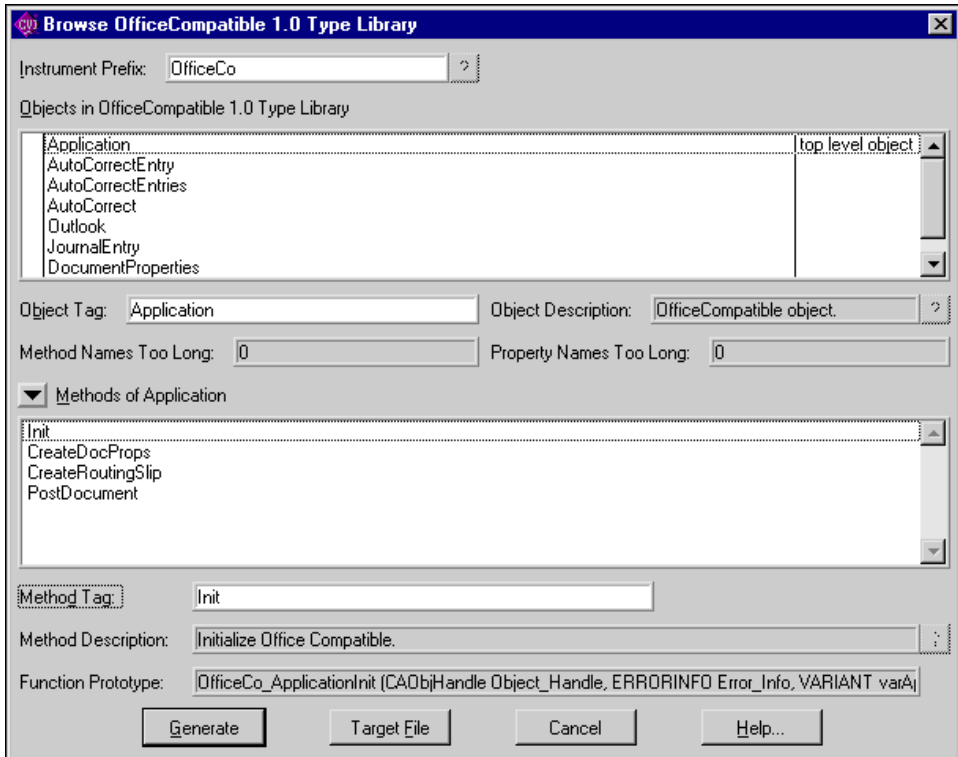 CVI Browse OfficeCompatible 1.0 Type Library
Instrument Prefix: OfficeCo ?
Objects in OfficeCompatible 1.0 Type Library
Application top level object
AutoCorrectEntry
AutoCorrectEntries
AutoCorrect
Outlook
JournalEntry
DocumentProperties
Object Tag: Application Object Description: OfficeCompatible object. ?
Method Names Too Long: 0 Property Names Too Long: 0
Methods of Application
Init
CreateDocProps
CreateRoutingSlip
PostDocument
Method Tag: Init
Method Description: Initialize Office Compatible. ?
Function Prototype: OfficeCo_ApplicationInit (CAObjHandle Object_Handle, ERRORINFO Error_Info, VARIANT varA
Generate Target File Cancel Help...